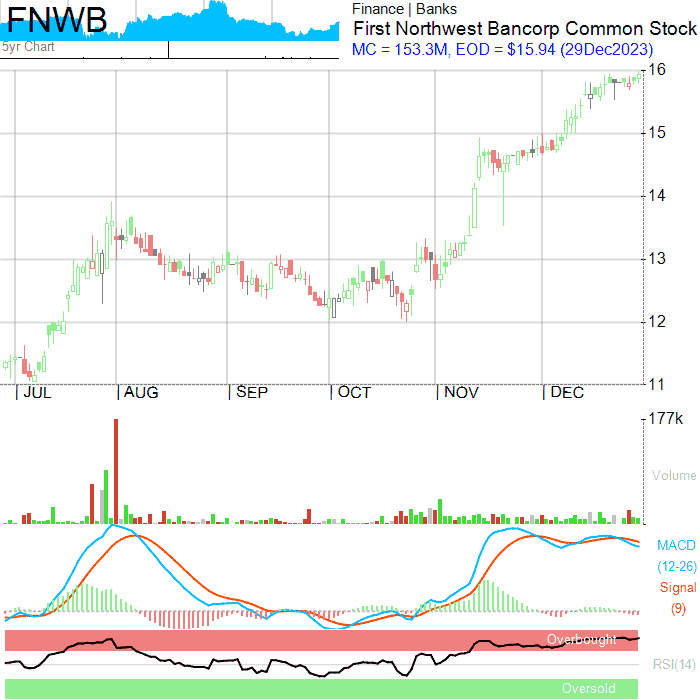 FNWB
5yr Chart
Finance | Banks
First Northwest Bancorp Common Stock
MC = 153.3M, EOD = $15.94 (29Dec2023)
16
15
14
13
12
11
| JUL | AUG | SEP | OCT | NOV | DEC
177k
Volume
MACD
(12-26)
Signal
(9)
Overbought
RSI(14)
Oversold